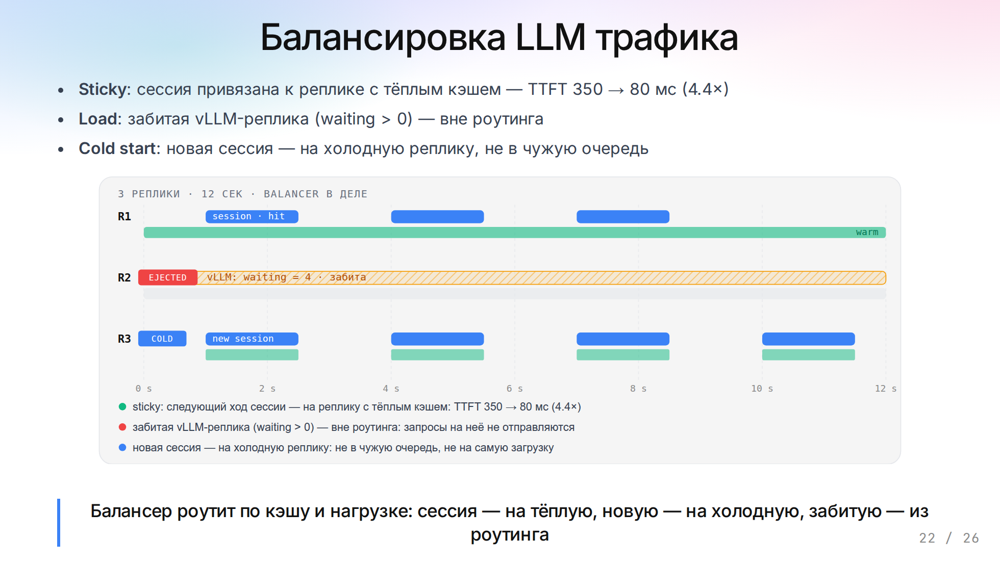 Балансировка LLM трафика
• Sticky: сессия привязана к реплике с тёплым кэшем — TTFT 350 → 80 мс (4.4×)
• Load: забитая vLLM-реплика (waiting > 0) — вне роутинга
• Cold start: новая сессия — на холодную реплику, не в чужую очередь
3 РЕПЛИКИ · 12 СЕК · BALANCER В ДЕЛЕ
R1 session · hit
warm
R2 EJECTED vLLM: waiting = 4 · забита
R3 COLD new session
0 s 2 s 4 s 6 s 8 s 10 s 12 s
sticky: следующий ход сессии — на реплику с тёплым кэшем: TTFT 350 → 80 мс (4.4×)
забитая vLLM-реплика (waiting > 0) — вне роутинга: запросы на неё не отправляются
новая сессия — на холодную реплику: не в чужую очередь, не на самую загрузку
Балансер роутит по кэшу и нагрузке: сессия — на тёплую, новую — на холодную, забитую — из
роутинга
22 / 26